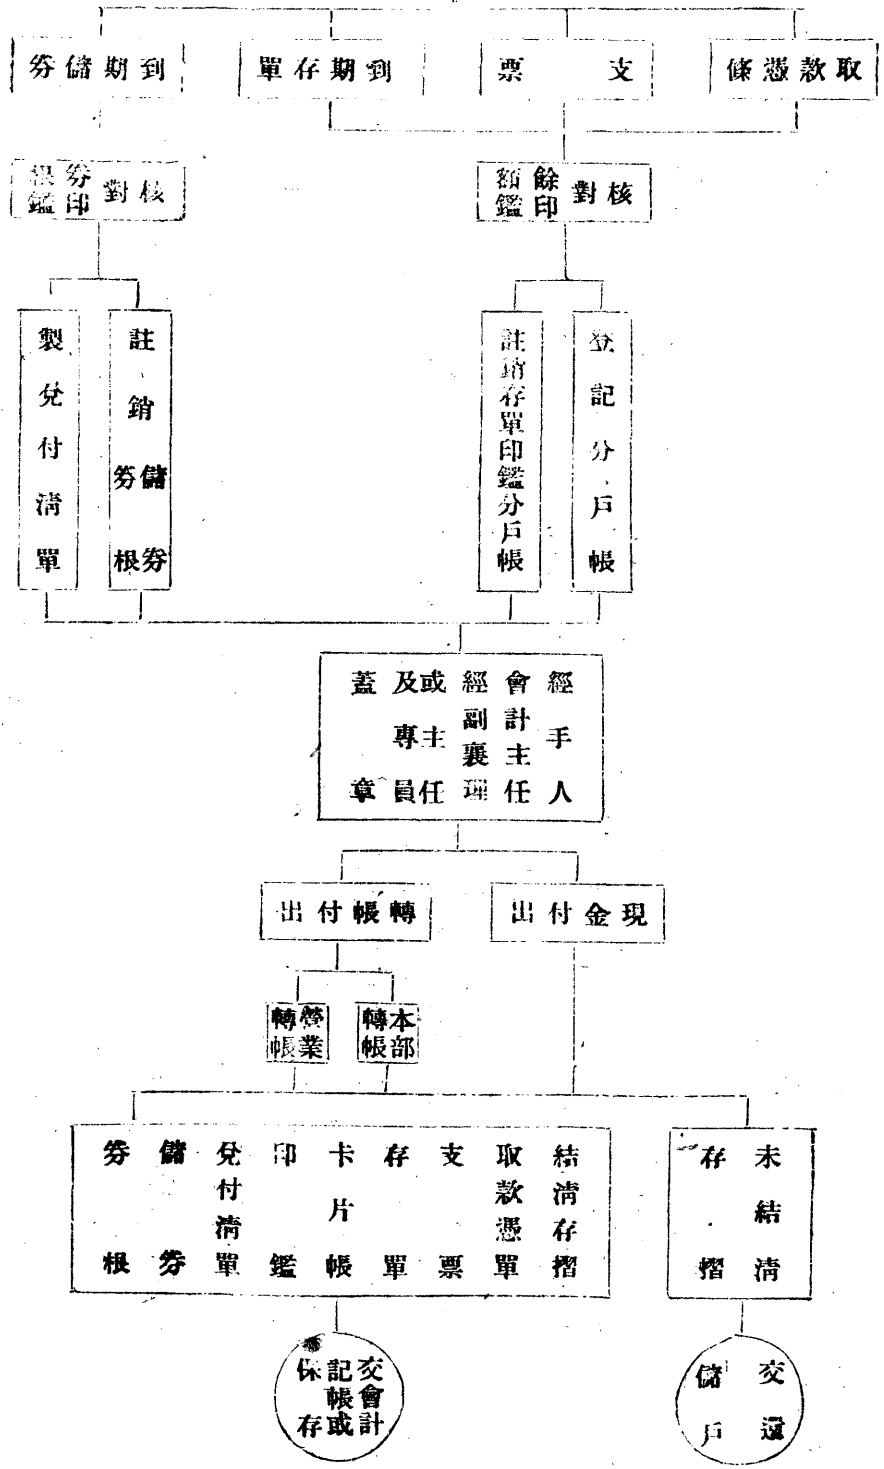 取款憑條
支票
到期存單
到期儲券
核對餘額印鑑
核對券根印鑑
登記分戶帳
註銷存單印鑑分戶帳
註銷儲券券根
製兌付清單
經手人
會計主任
經副襄理
或主任
及專員
蓋章
現金付出
轉帳付出
本部轉帳
營業轉帳
未結清
存摺
結清存摺
取款憑單
支票
存單
卡片帳
印鑑
兌付清單
儲券
券根
交還
儲戶
交會計
記帳或
保存